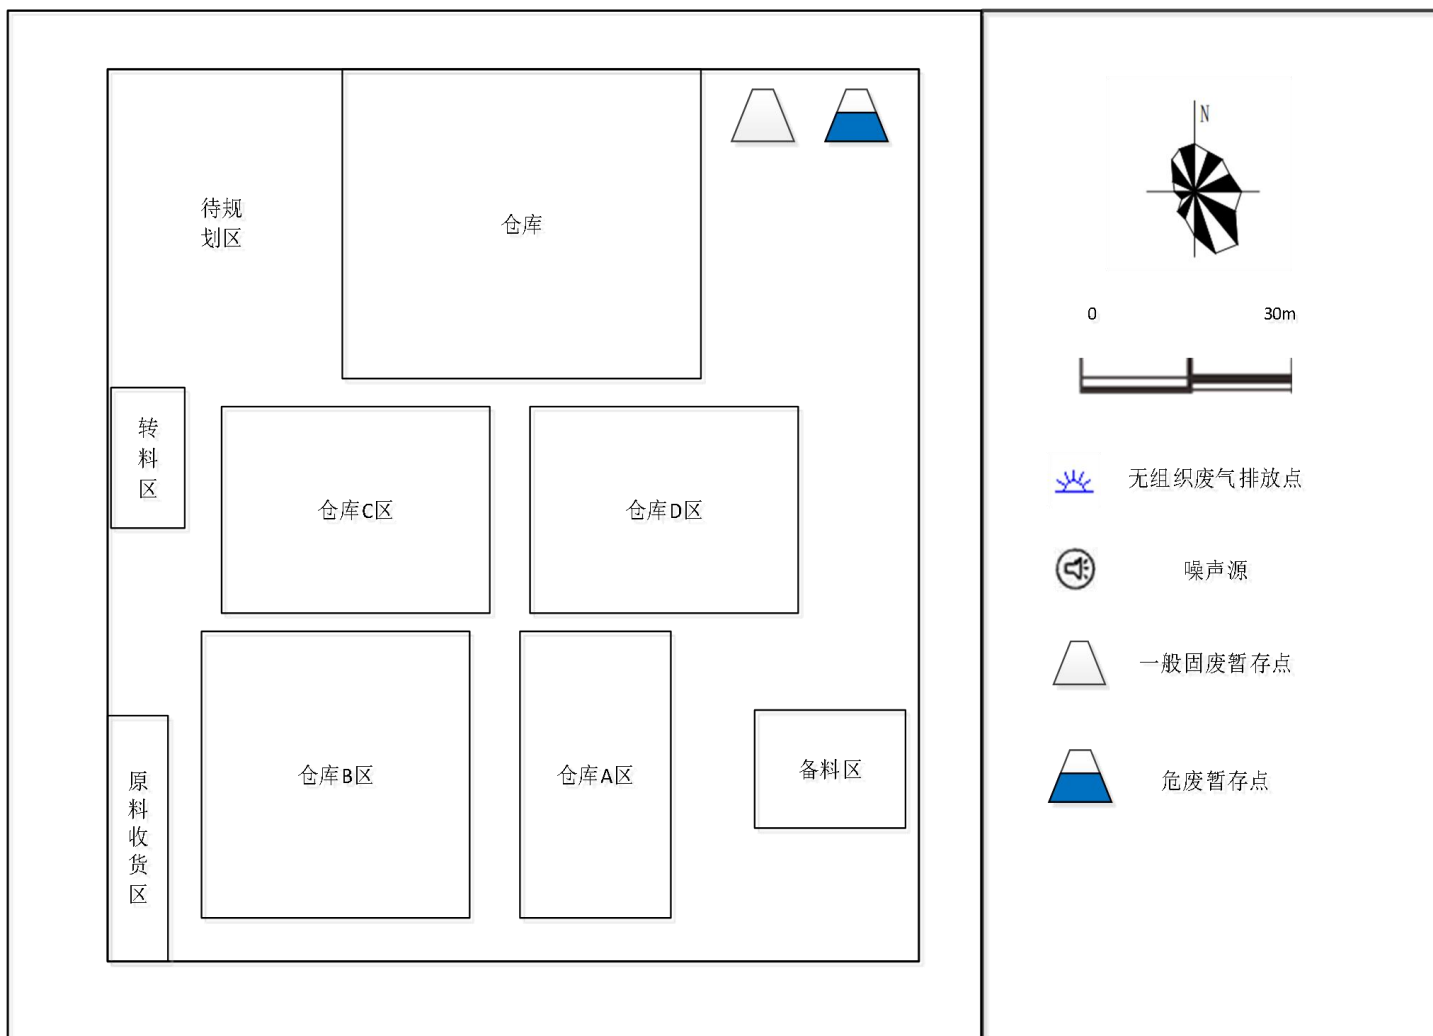 待规
划区
仓库
转
料
区
仓库C区
仓库D区
仓库B区
仓库A区
备料区
原
料
收
货
区
N
0
30m
无组织废气排放点
噪声源
一般固废暂存点
危废暂存点